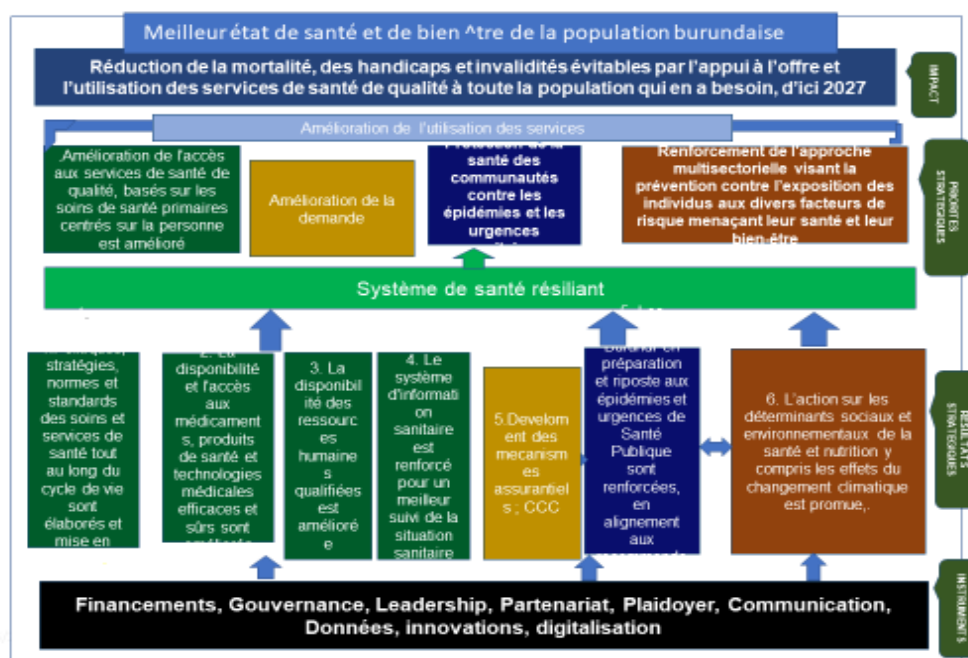 Meilleur état de santé et de bien ^tre de la population burundaise
Réduction de la mortalité, des handicaps et invalidités évitables par l'appui à l'offre et
l'utilisation des services de santé de qualité à toute la population qui en a besoin, d'ici 2027
IMPACT
Amélioration de l'utilisation des services
.Amélioration de l'accès
aux services de santé de
qualité, basés sur les
soins de santé primaires
centrés sur la personne
est amélioré
Amélioration de la
demande
Protection de la
santé des
communautés
contre les
épidémies et les
urgences
Renforcement de l'approche
multisectorielle visant la
prévention contre l'exposition des
individus aux divers facteurs de
risque menaçant leur santé et leur
bien-être
PRIORITES
STRATEGIQUES
Système de santé résiliant
stratégies,
normes et
standards
des soins et
services de
santé tout
au long du
cycle de vie
sont
élaborés et
mise en
2. La
disponibilité
et l'accès
aux
médicament
s, produits
de santé et
technologies
médicales
efficaces et
sûrs sont
3. La
disponibil
ité des
ressourc
es
humaine
s
qualifiées
est
amélioré
e
4. Le
système
d'informati
on
sanitaire
est
renforcé
pour un
meilleur
suivi de la
situation
sanitaire
5.Develom
ent des
mecanism
es
assurantiel
s ; CCC
préparation
et riposte aux
épidémies et
urgences de
Santé
Publique
sont
renforcées,
en
alignement
aux
6. L'action sur les
déterminants sociaux et
environnementaux de la
santé et nutrition y
compris les effets du
changement climatique
est promue,.
RESULTATS
STRATEGIQUES
Financements, Gouvernance, Leadership, Partenariat, Plaidoyer, Communication,
Données, innovations, digitalisation
INSTRUMENT
S